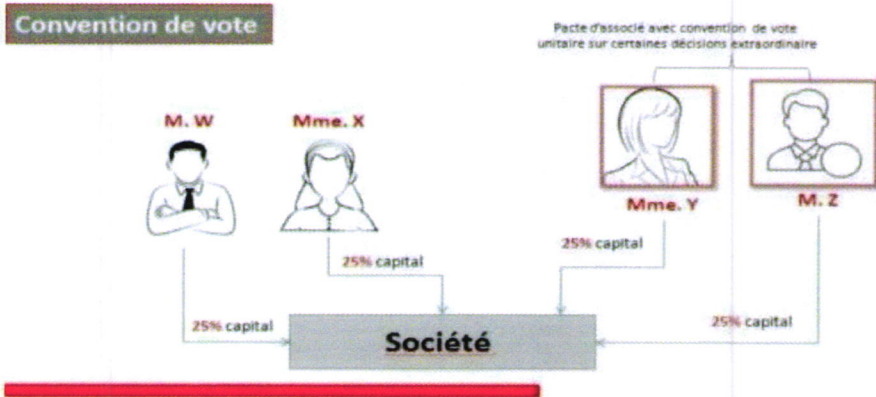 Convention de vote
Pacte d'associé avec convention de vote
unitaire sur certaines décisions extraordinaire
M. W
Mme. X
Mme. Y
M. Z
25% capital
25% capital
25% capital
25% capital
Société